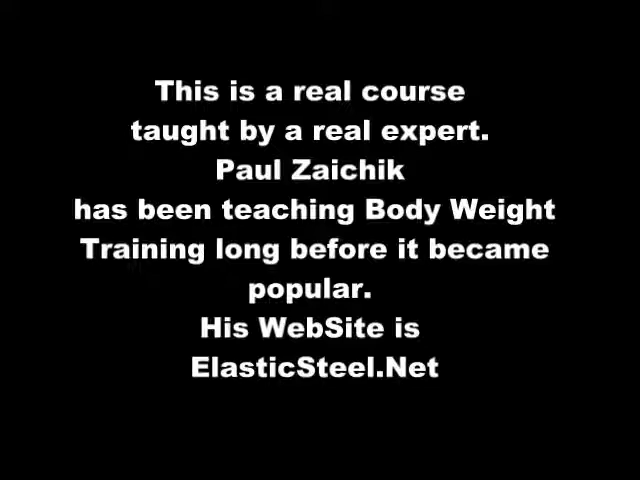 This is a real course
taught by a real expert.
Paul Zaichik
has been teaching Body Weight
Training long before it became
popular.
His WebSite is
ElasticSteel.Net